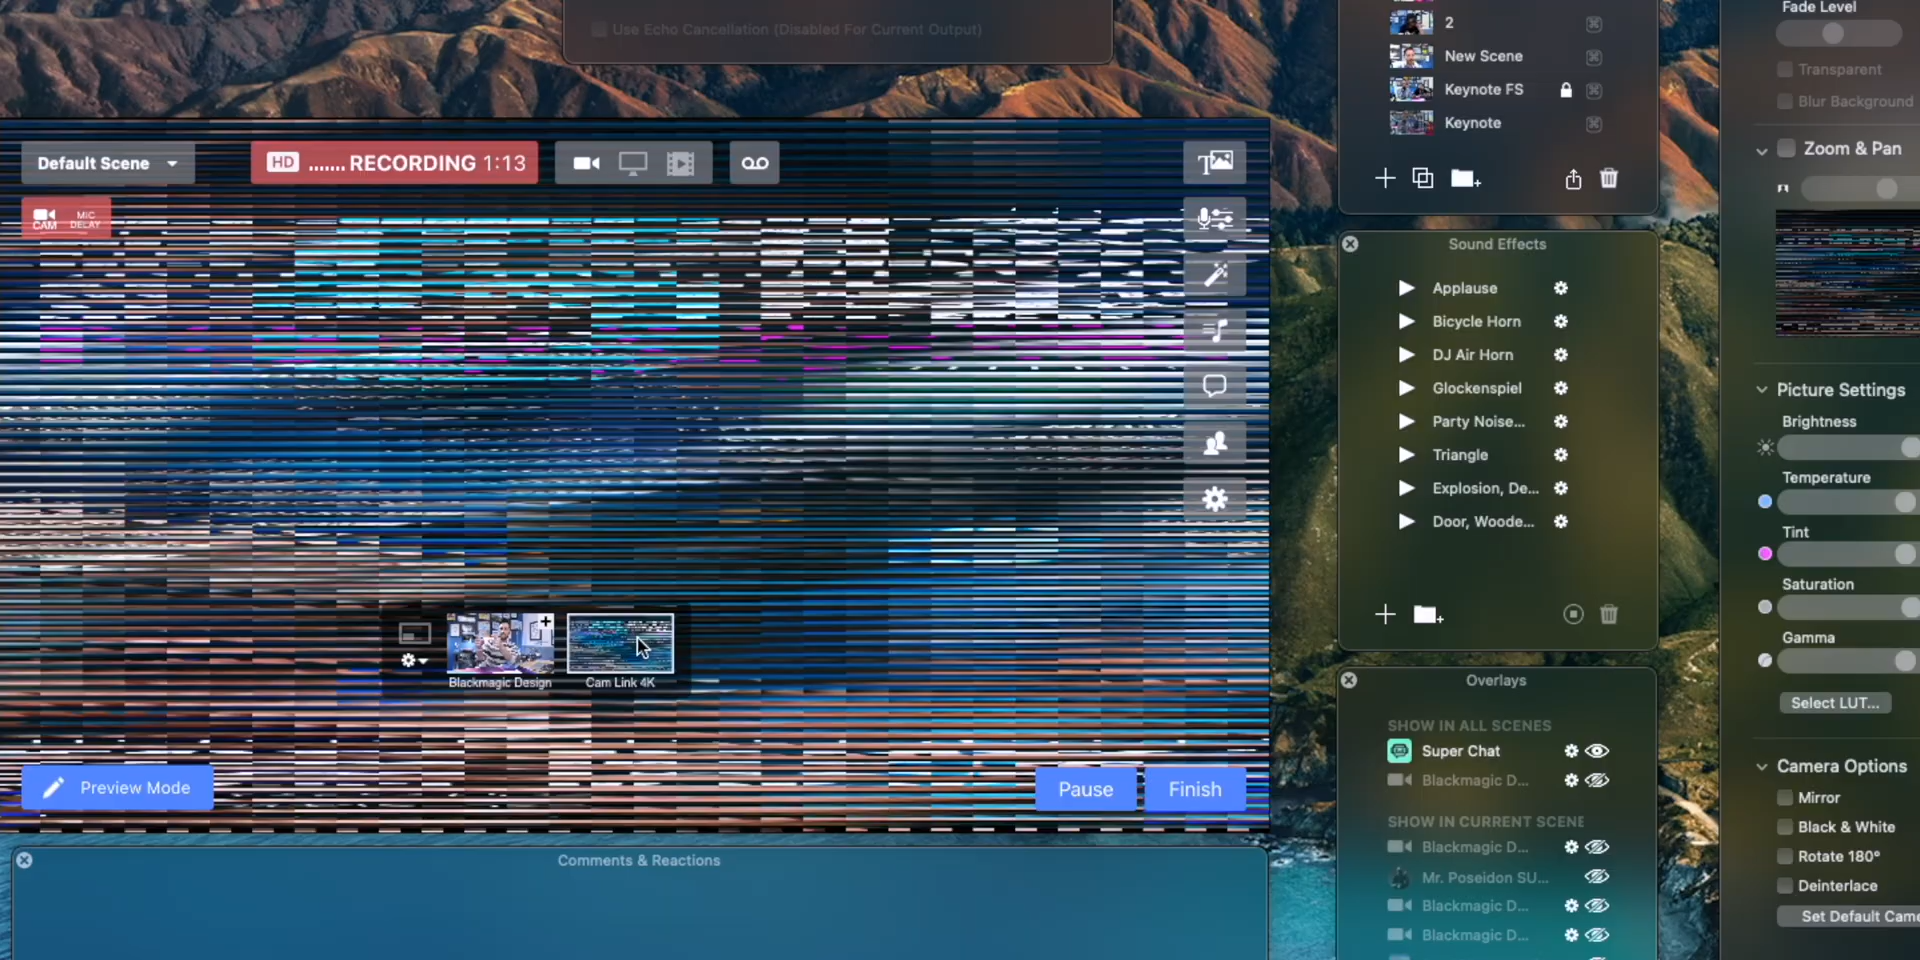 Use Echo Cancellation (Disabled For Current Output)
2
New Scene
Keynote FS
Keynote
Fade Level
Transparent
Blur Background
Zoom & Pan
Default Scene
HD ....... RECORDING 1:13
CAM
MIC DELAY
Sound Effects
Applause
Bicycle Horn
DJ Air Horn
Glockenspiel
Party Noise...
Triangle
Explosion, De...
Door, Woode...
Picture Settings
Brightness
Temperature
Tint
Saturation
Gamma
Select LUT...
Blackmagic Design
Cam Link 4K
Preview Mode
Pause
Finish
Overlays
SHOW IN ALL SCENES
Super Chat
Blackmagic D...
SHOW IN CURRENT SCENE
Blackmagic D...
Mr. Poseidon SU...
Blackmagic D...
Blackmagic D...
Camera Options
Mirror
Black & White
Rotate 180°
Deinterlace
Set Default Came
Comments & Reactions